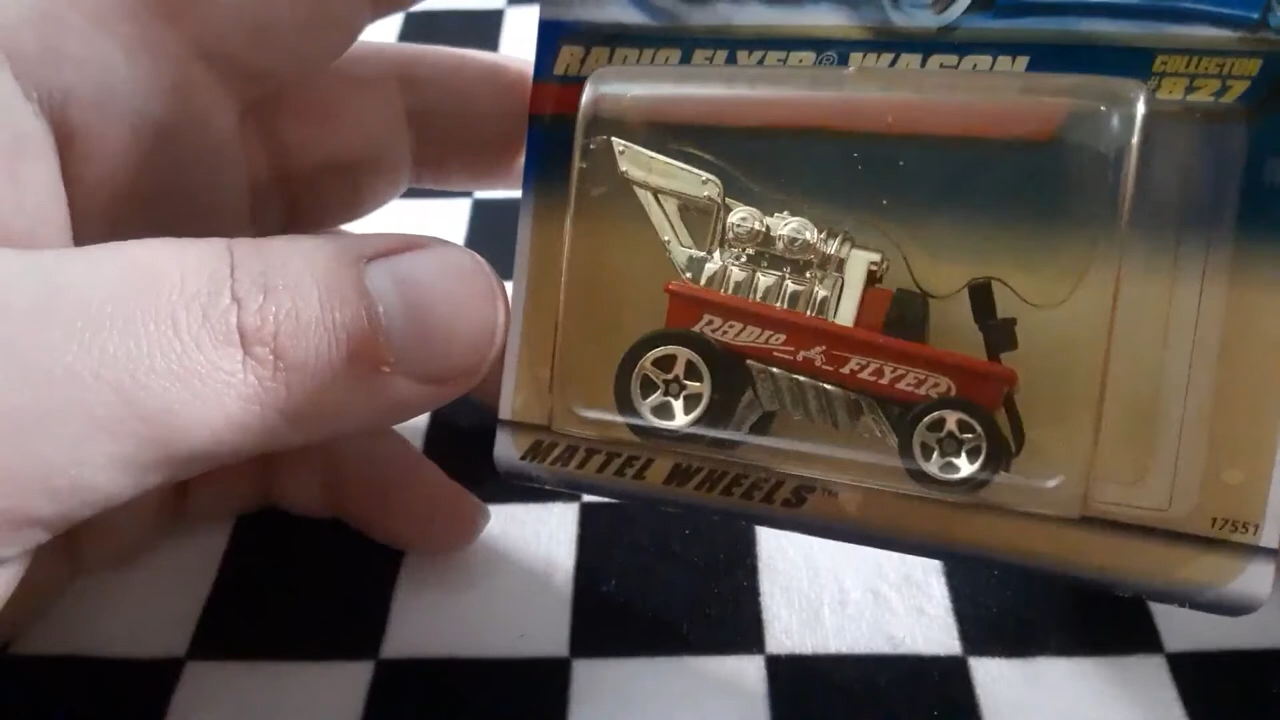 RADIO FLYER® WAGON
COLLECTOR
#827
RADIO FLYER
MATTEL WHEELS™
17551